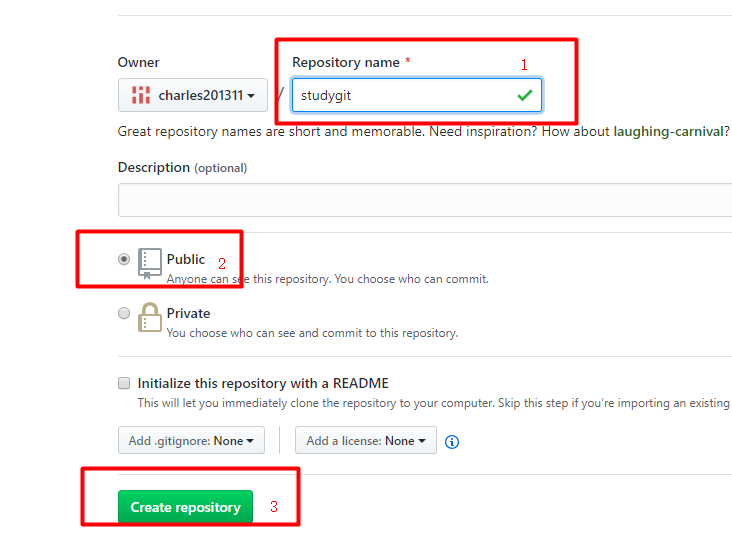 Owner
Repository name * 1
charles201311 / studygit
Great repository names are short and memorable. Need inspiration? How about laughing-carnival?
Description (optional)
Public 2
Anyone can see this repository. You choose who can commit.
Private
You choose who can see and commit to this repository.
Initialize this repository with a README
This will let you immediately clone the repository to your computer. Skip this step if you're importing an existing
Add .gitignore: None
Add a license: None
Create repository 3